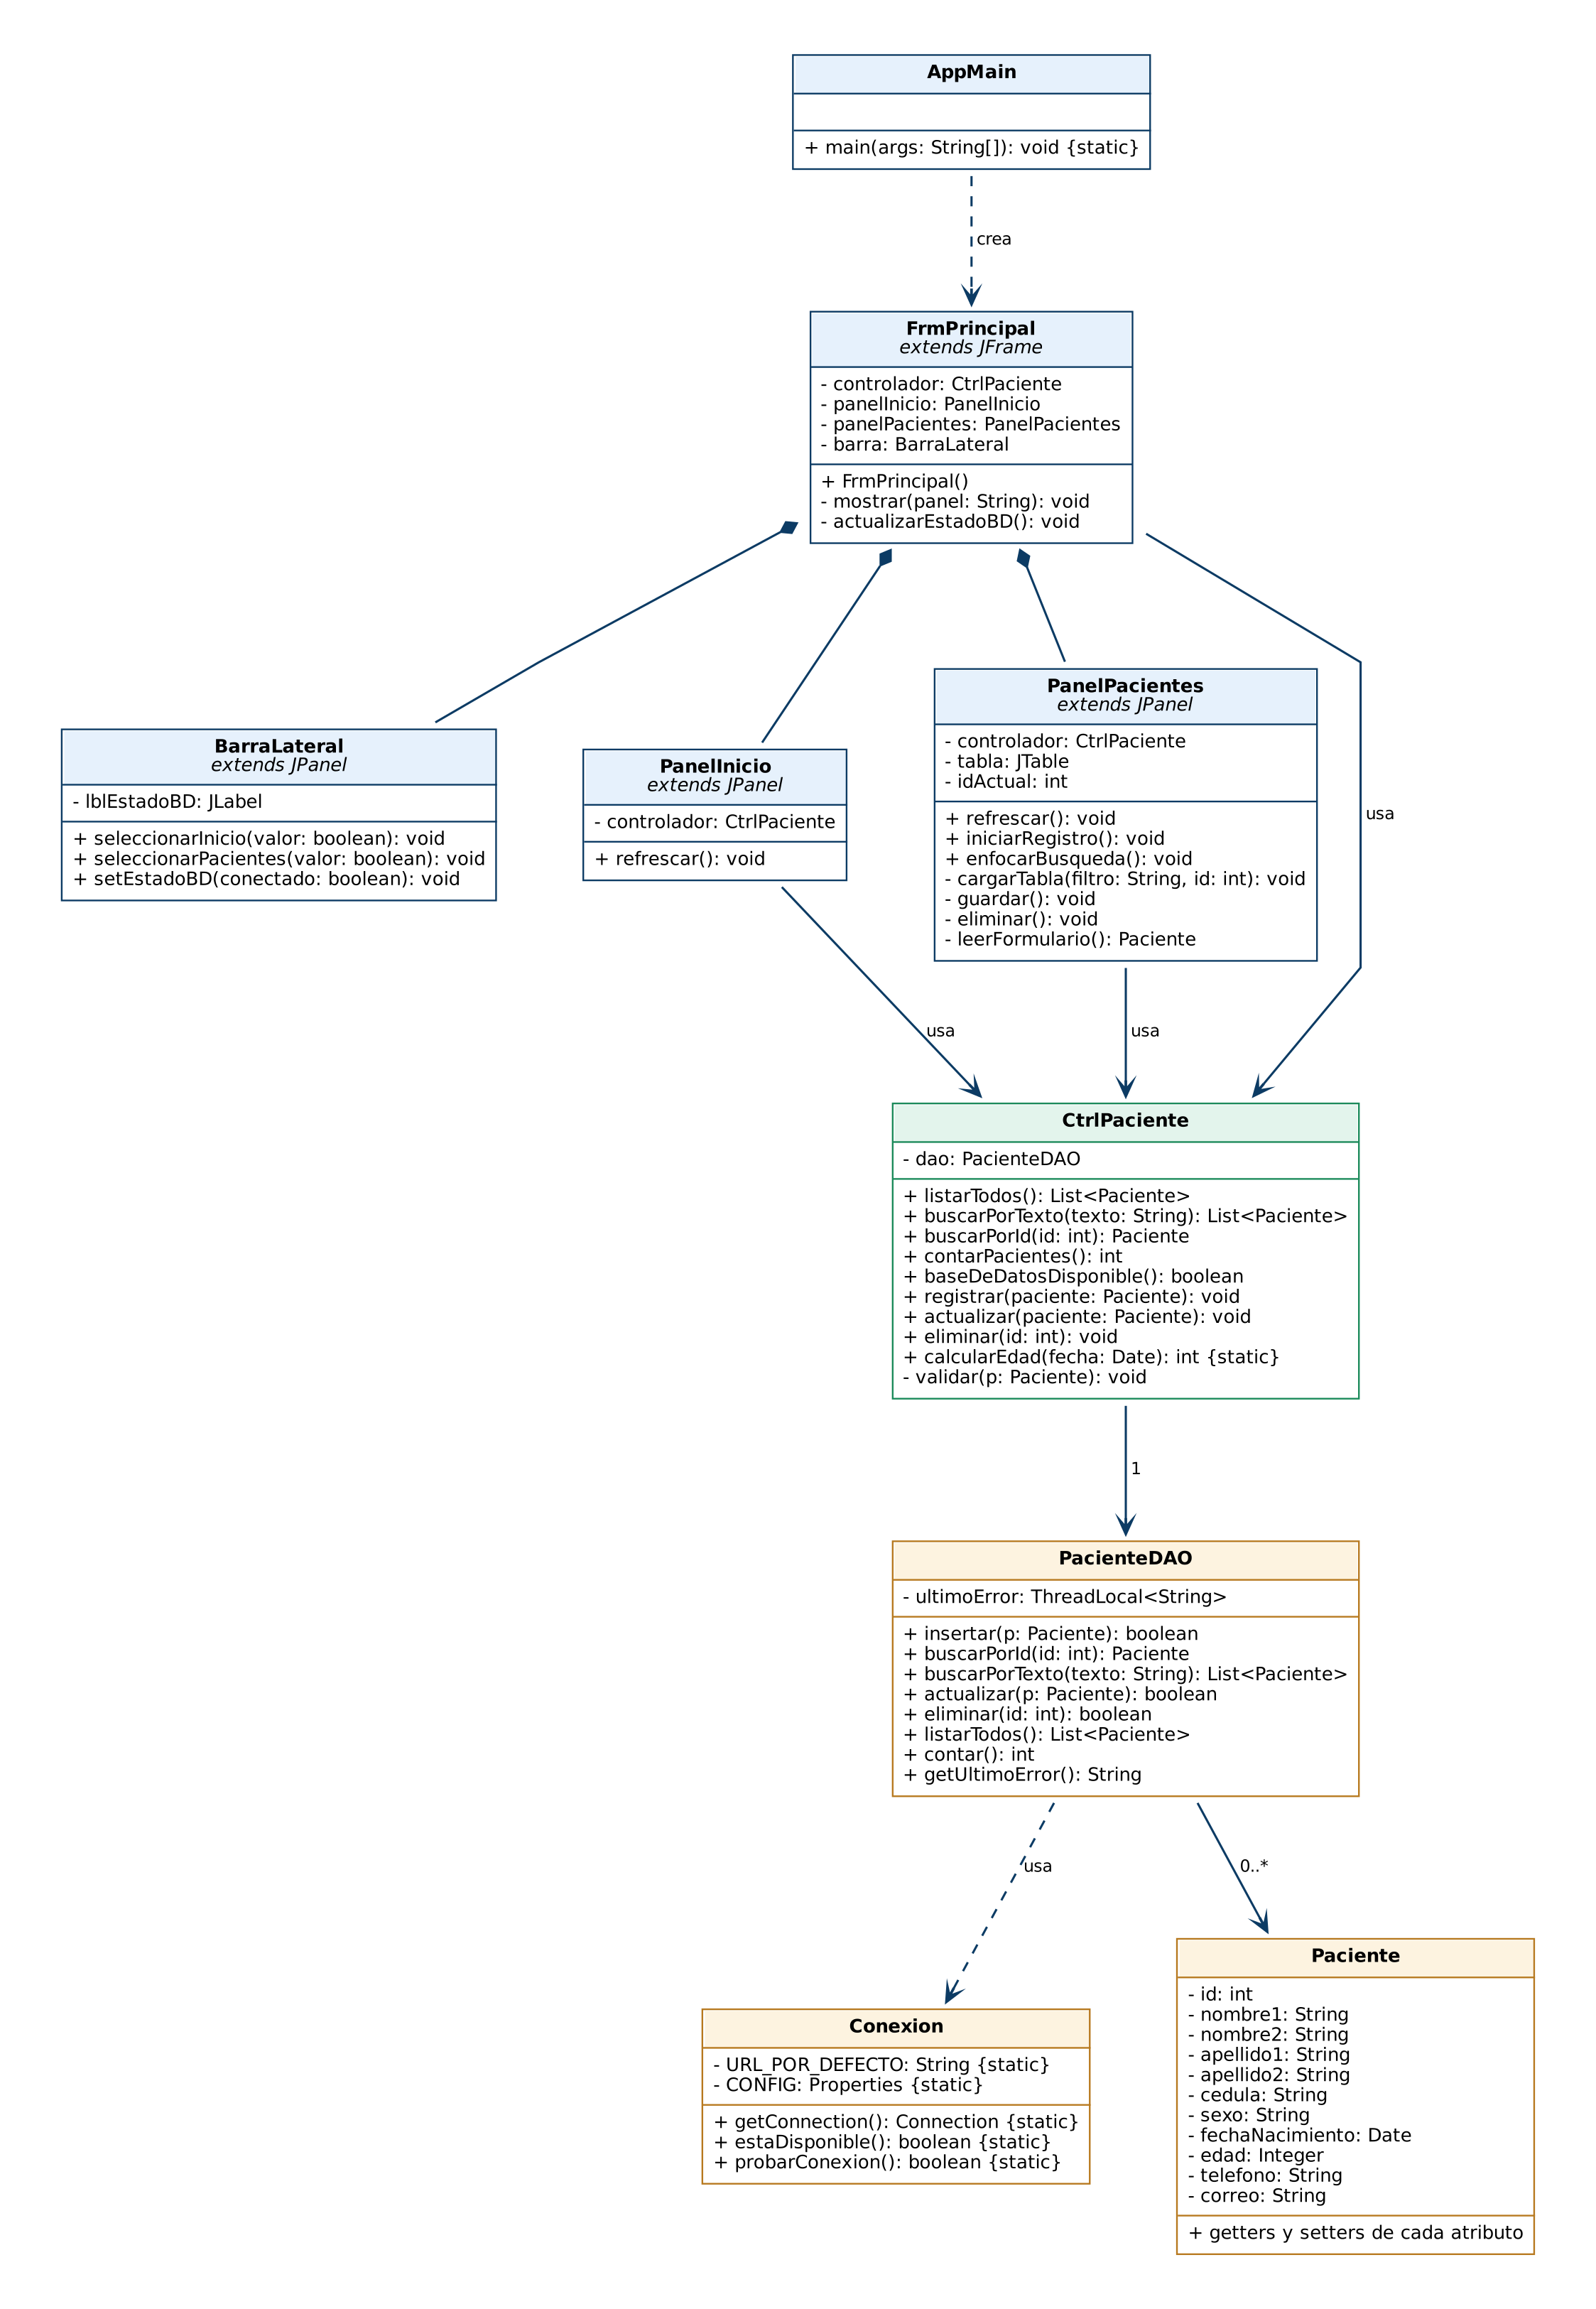 AppMain
+ main(args: String[]): void {static}
crea
FrmPrincipal
extends JFrame
- controlador: CtrlPaciente
- panelInicio: PanelInicio
- panelPacientes: PanelPacientes
- barra: BarraLateral
+ FrmPrincipal()
- mostrar(panel: String): void
- actualizarEstadoBD(): void
BarraLateral
extends JPanel
- lblEstadoBD: JLabel
+ seleccionarInicio(valor: boolean): void
+ seleccionarPacientes(valor: boolean): void
+ setEstadoBD(conectado: boolean): void
PanelInicio
extends JPanel
- controlador: CtrlPaciente
+ refrescar(): void
PanelPacientes
extends JPanel
- controlador: CtrlPaciente
- tabla: JTable
- idActual: int
+ refrescar(): void
+ iniciarRegistro(): void
+ enfocarBusqueda(): void
- cargarTabla(filtro: String, id: int): void
- guardar(): void
- eliminar(): void
- leerFormulario(): Paciente
usa
usa
usa
CtrlPaciente
- dao: PacienteDAO
+ listarTodos(): List<Paciente>
+ buscarPorTexto(texto: String): List<Paciente>
+ buscarPorId(id: int): Paciente
+ contarPacientes(): int
+ baseDeDatosDisponible(): boolean
+ registrar(paciente: Paciente): void
+ actualizar(paciente: Paciente): void
+ eliminar(id: int): void
+ calcularEdad(fecha: Date): int {static}
- validar(p: Paciente): void
1
PacienteDAO
- ultimoError: ThreadLocal<String>
+ insertar(p: Paciente): boolean
+ buscarPorId(id: int): Paciente
+ buscarPorTexto(texto: String): List<Paciente>
+ actualizar(p: Paciente): boolean
+ eliminar(id: int): boolean
+ listarTodos(): List<Paciente>
+ contar(): int
+ getUltimoError(): String
usa
0..*
Conexion
- URL_POR_DEFECTO: String {static}
- CONFIG: Properties {static}
+ getConnection(): Connection {static}
+ estaDisponible(): boolean {static}
+ probarConexion(): boolean {static}
Paciente
- id: int
- nombre1: String
- nombre2: String
- apellido1: String
- apellido2: String
- cedula: String
- sexo: String
- fechaNacimiento: Date
- edad: Integer
- telefono: String
- correo: String
+ getters y setters de cada atributo